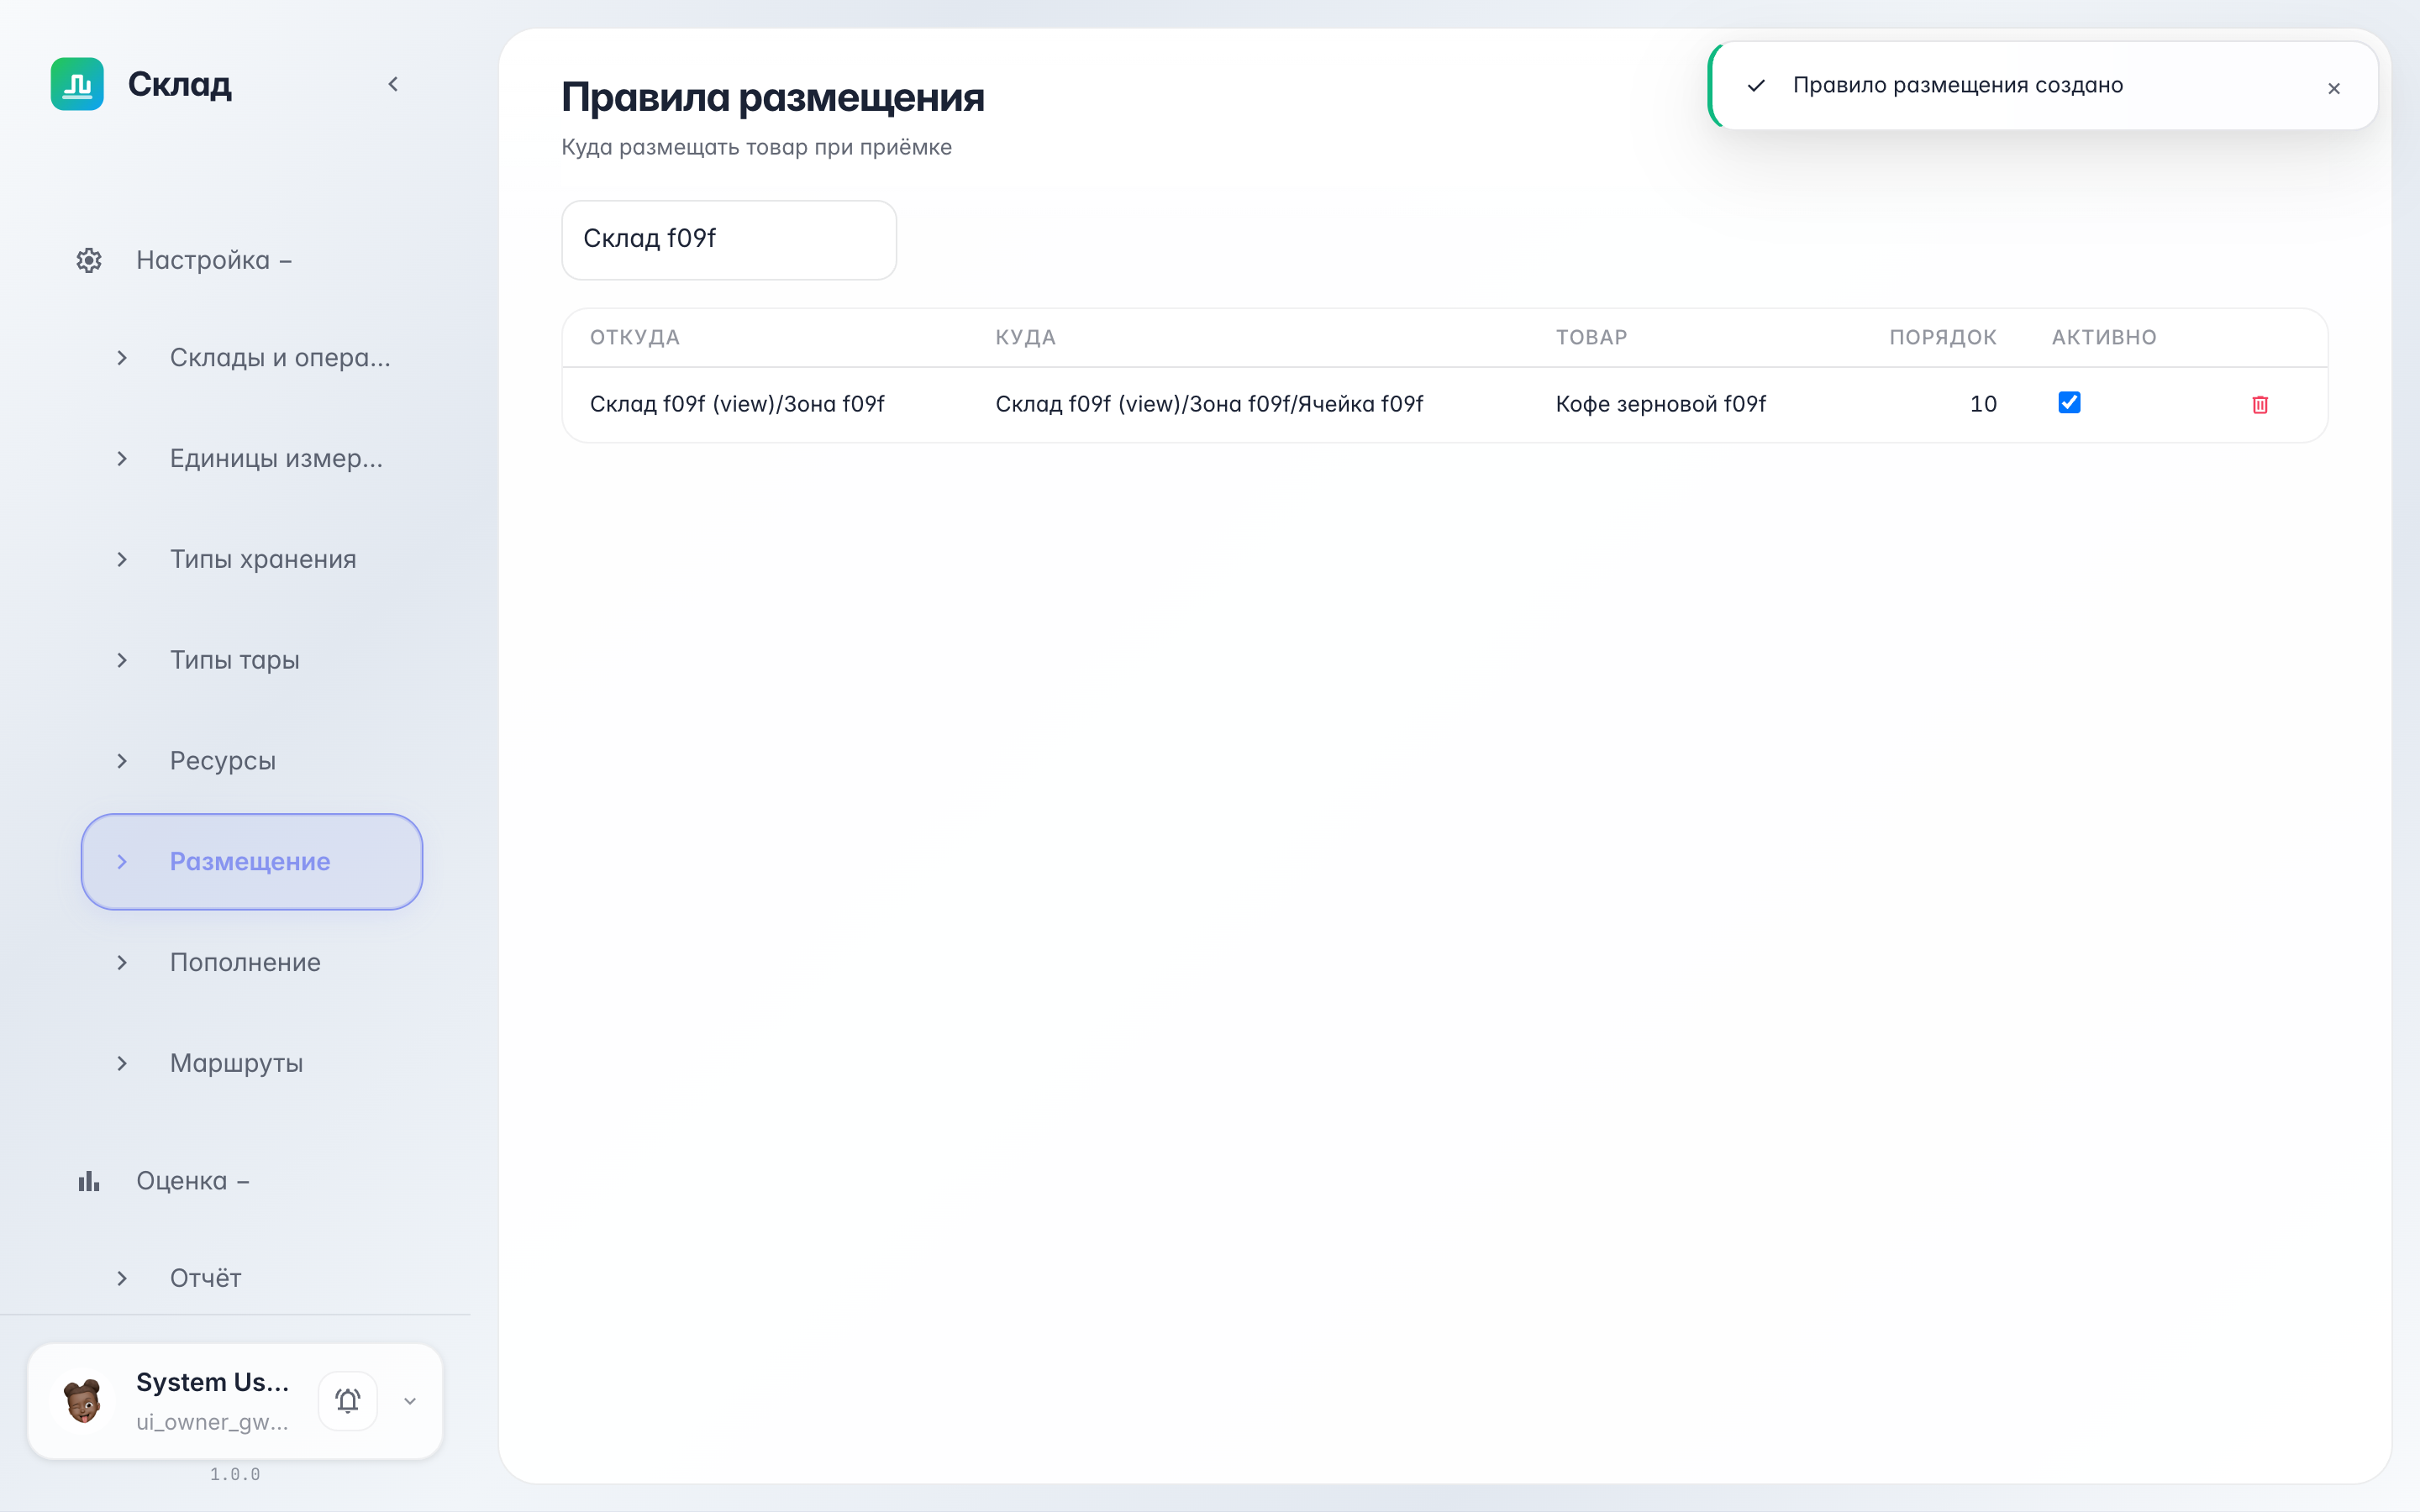 Склад
Настройка –
Склады и опера...
Единицы измер...
Типы хранения
Типы тары
Ресурсы
Размещение
Пополнение
Маршруты
Оценка –
Отчёт
System Us...
ui_owner_gw...
1.0.0
Правила размещения
Куда размещать товар при приёмке
Правило размещения создано
Склад f09f
ОТКУДА КУДА ТОВАР ПОРЯДОК АКТИВНО
Склад f09f (view)/Зона f09f Склад f09f (view)/Зона f09f/Ячейка f09f Кофе зерновой f09f 10